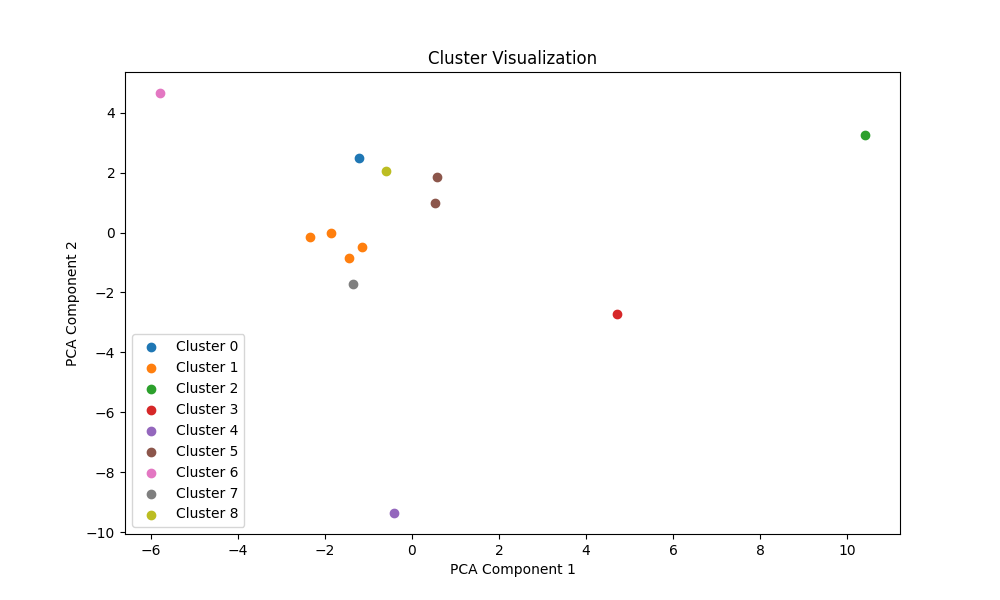 Cluster Visualization
PCA Component 2
4
2
0
−2
−4
−6
−8
−10
Cluster 0
Cluster 1
Cluster 2
Cluster 3
Cluster 4
Cluster 5
Cluster 6
Cluster 7
Cluster 8
−6 −4 −2 0 2 4 6 8 10
PCA Component 1